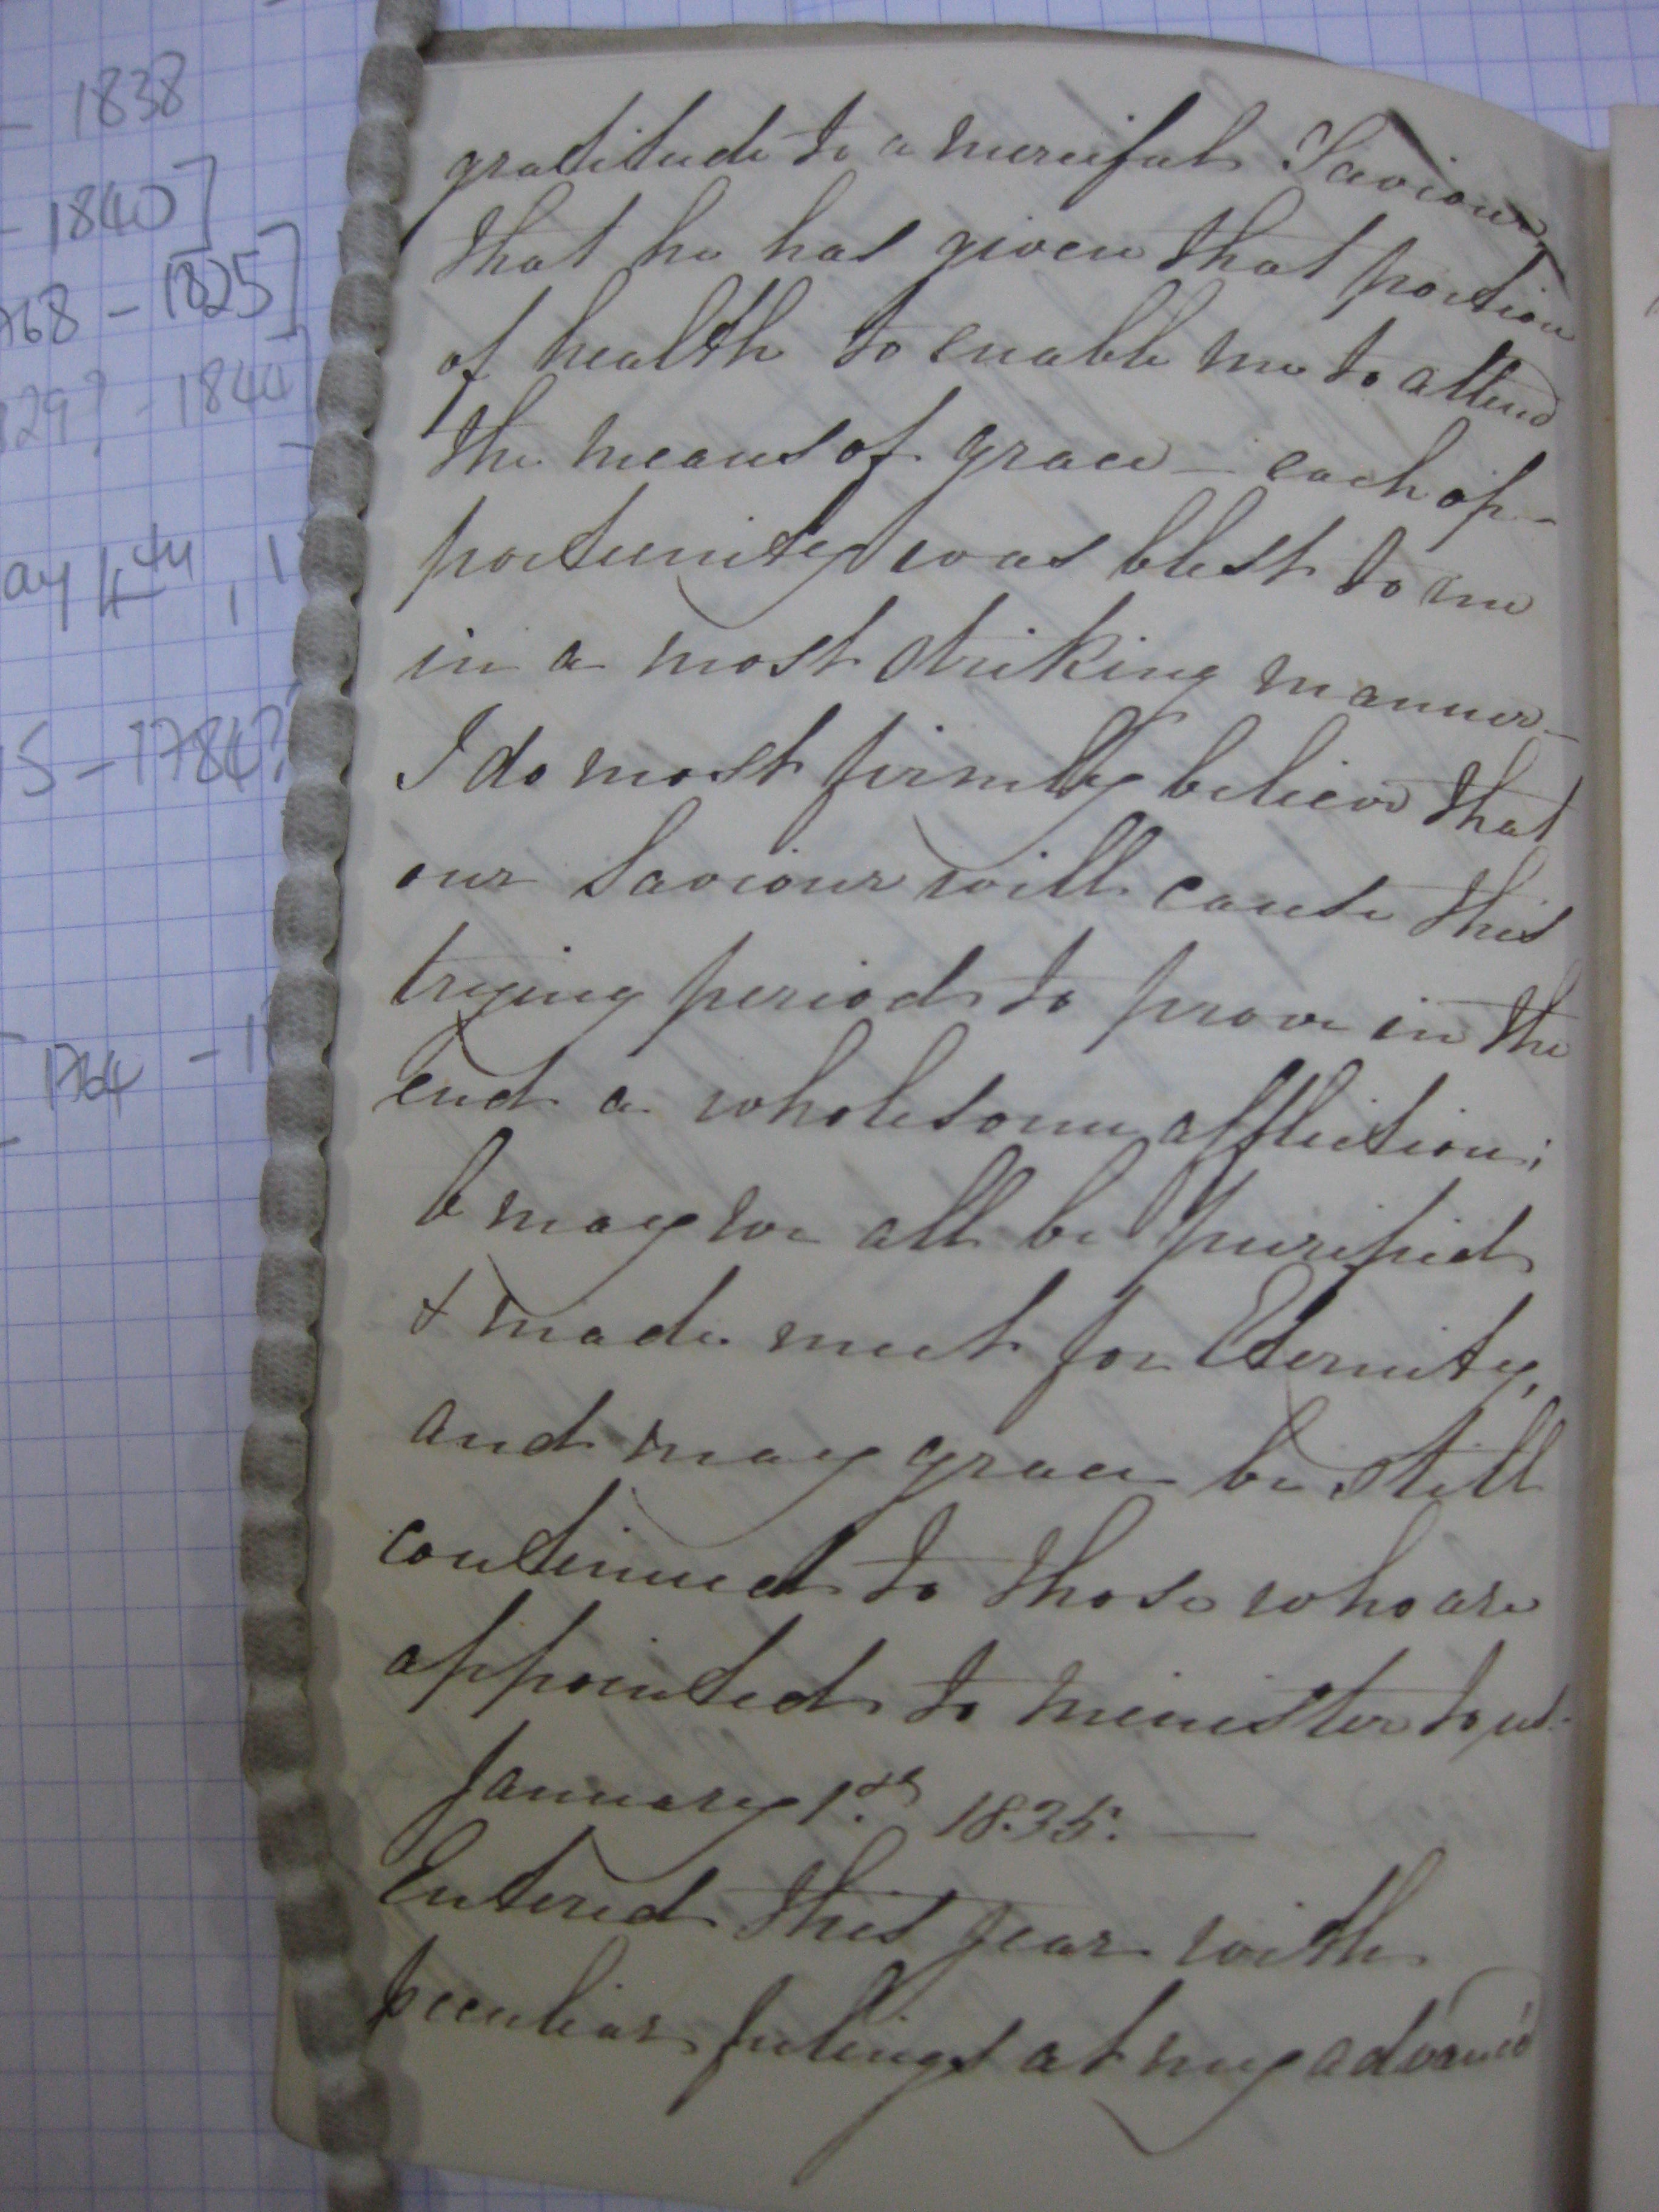 - 1838
- 1840]
768 - 1825]
829? - 1840
ay 4th, 1
5 - 1784?
1764 - 1
gratitude to a merciful Saviour,
that he has given that portion
of health to enable me to attend
the means of grace - each op-
portunity was blest to me
in a most striking manner -
I do most firmly believe that
our Saviour will cause this
trying period to prove in the
end a wholesome affliction;
O may we all be purified
& made meet for Eternity,
and may grace be still
continued to those who are
appointed to minister to us.
January 1st 1835. —
Entered this year with
peculiar feelings at my advanced